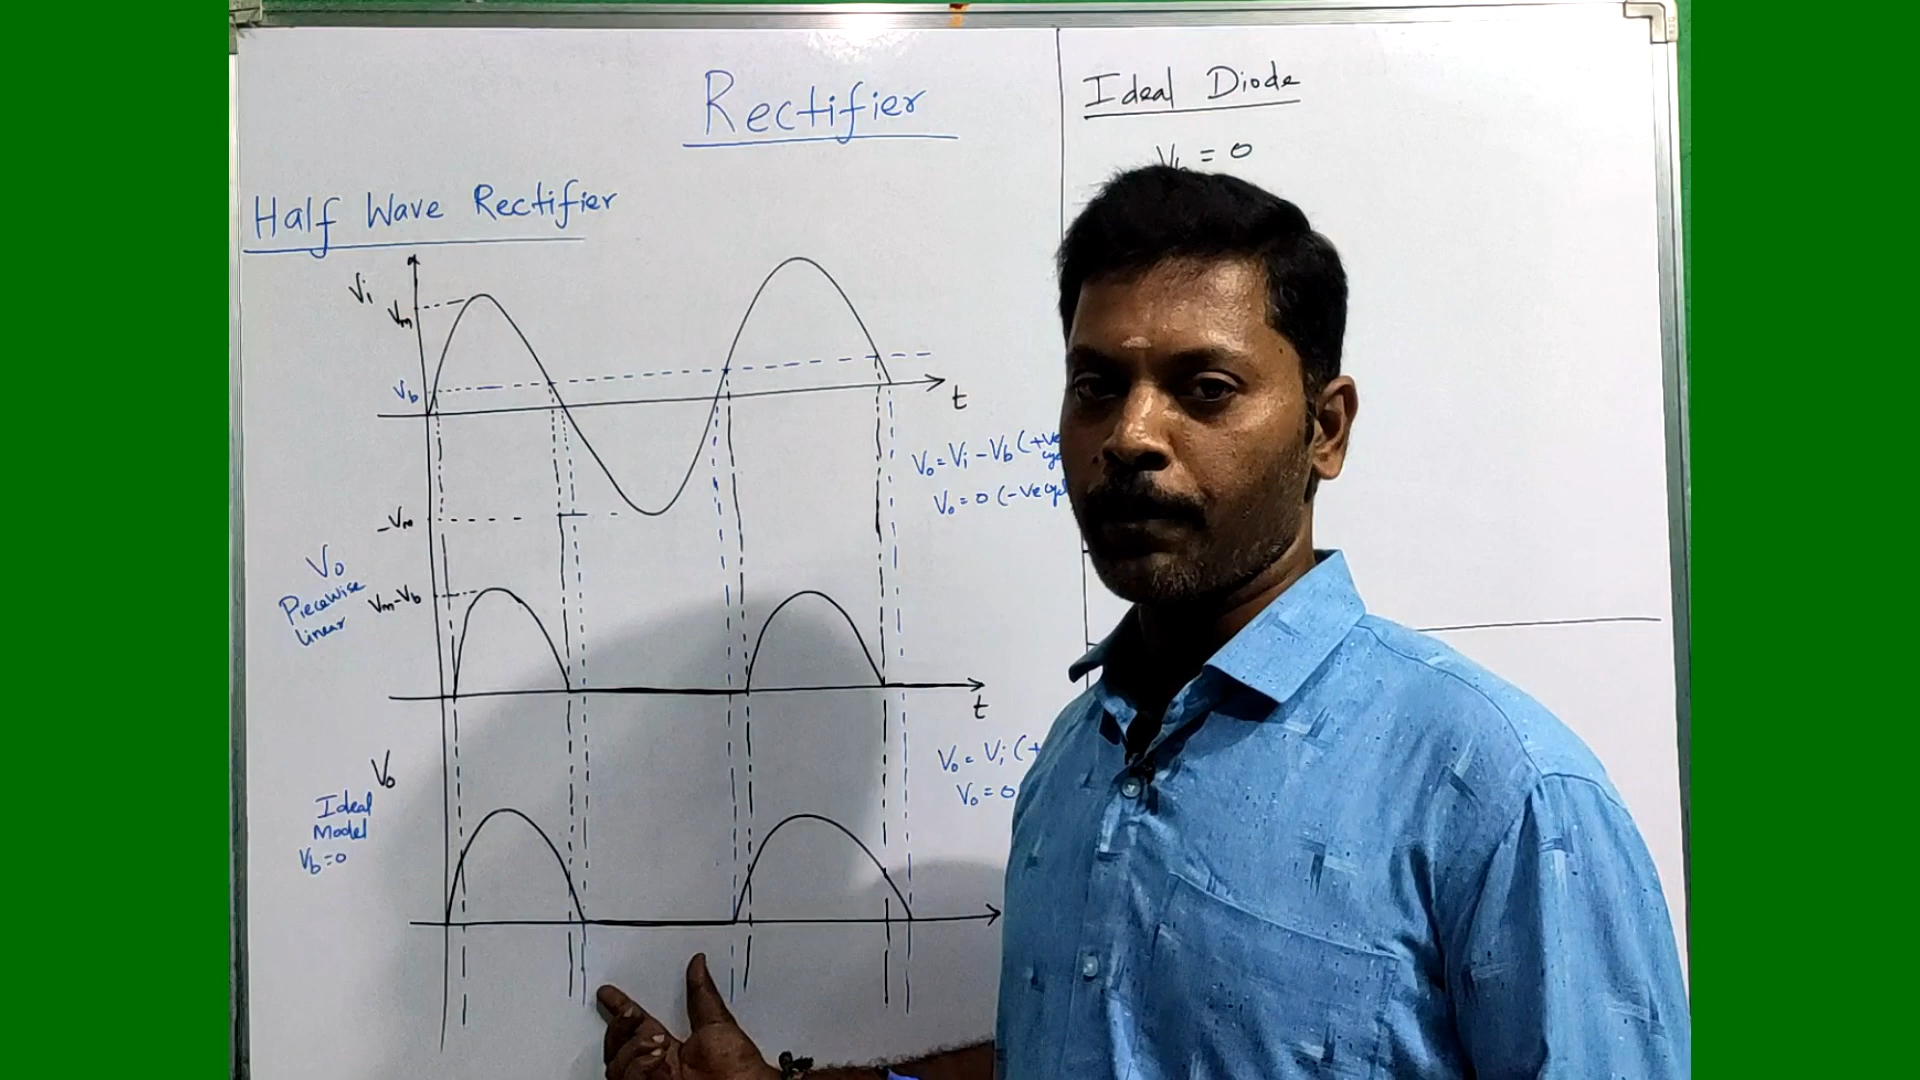 Rectifier
Half Wave Rectifier
Vi
Vm
Vb
t
-Vm
Vo = Vi - Vb (+ve
Vo = 0 (-ve
Vo
Piecewise
linear
Vm-Vb
t
Vo
Ideal
Model
Vb=0
Vo = Vi (+
Vo = 0
Ideal Diode
= 0